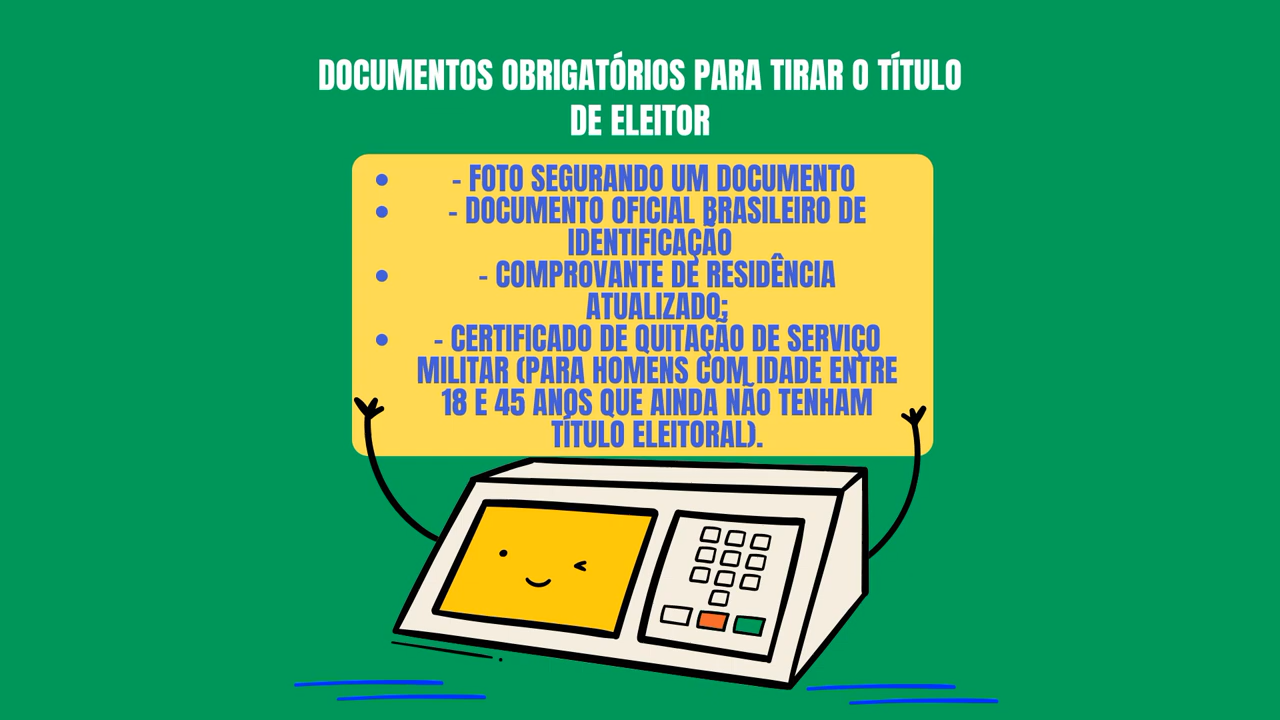 DOCUMENTOS OBRIGATÓRIOS PARA TIRAR O TÍTULO
DE ELEITOR
• - FOTO SEGURANDO UM DOCUMENTO
• - DOCUMENTO OFICIAL BRASILEIRO DE
IDENTIFICAÇÃO
• - COMPROVANTE DE RESIDÊNCIA
ATUALIZADO;
• - CERTIFICADO DE QUITAÇÃO DE SERVIÇO
MILITAR (PARA HOMENS COM IDADE ENTRE
18 E 45 ANOS QUE AINDA NÃO TENHAM
TÍTULO ELEITORAL).